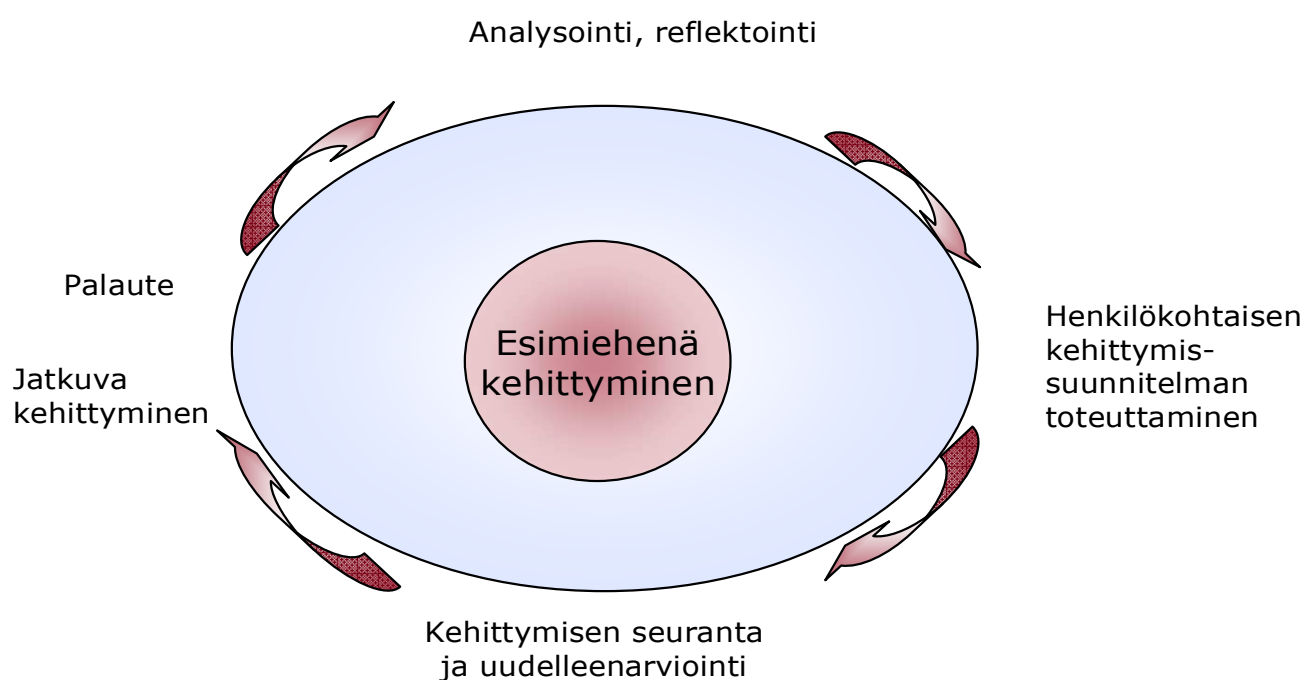 Analysointi, reflektointi
Palaute
Jatkuva
kehittyminen
Esimiehenä
kehittyminen
Henkilökohtaisen
kehittymis-
suunnitelman
toteuttaminen
Kehittymisen seuranta
ja uudelleenarviointi